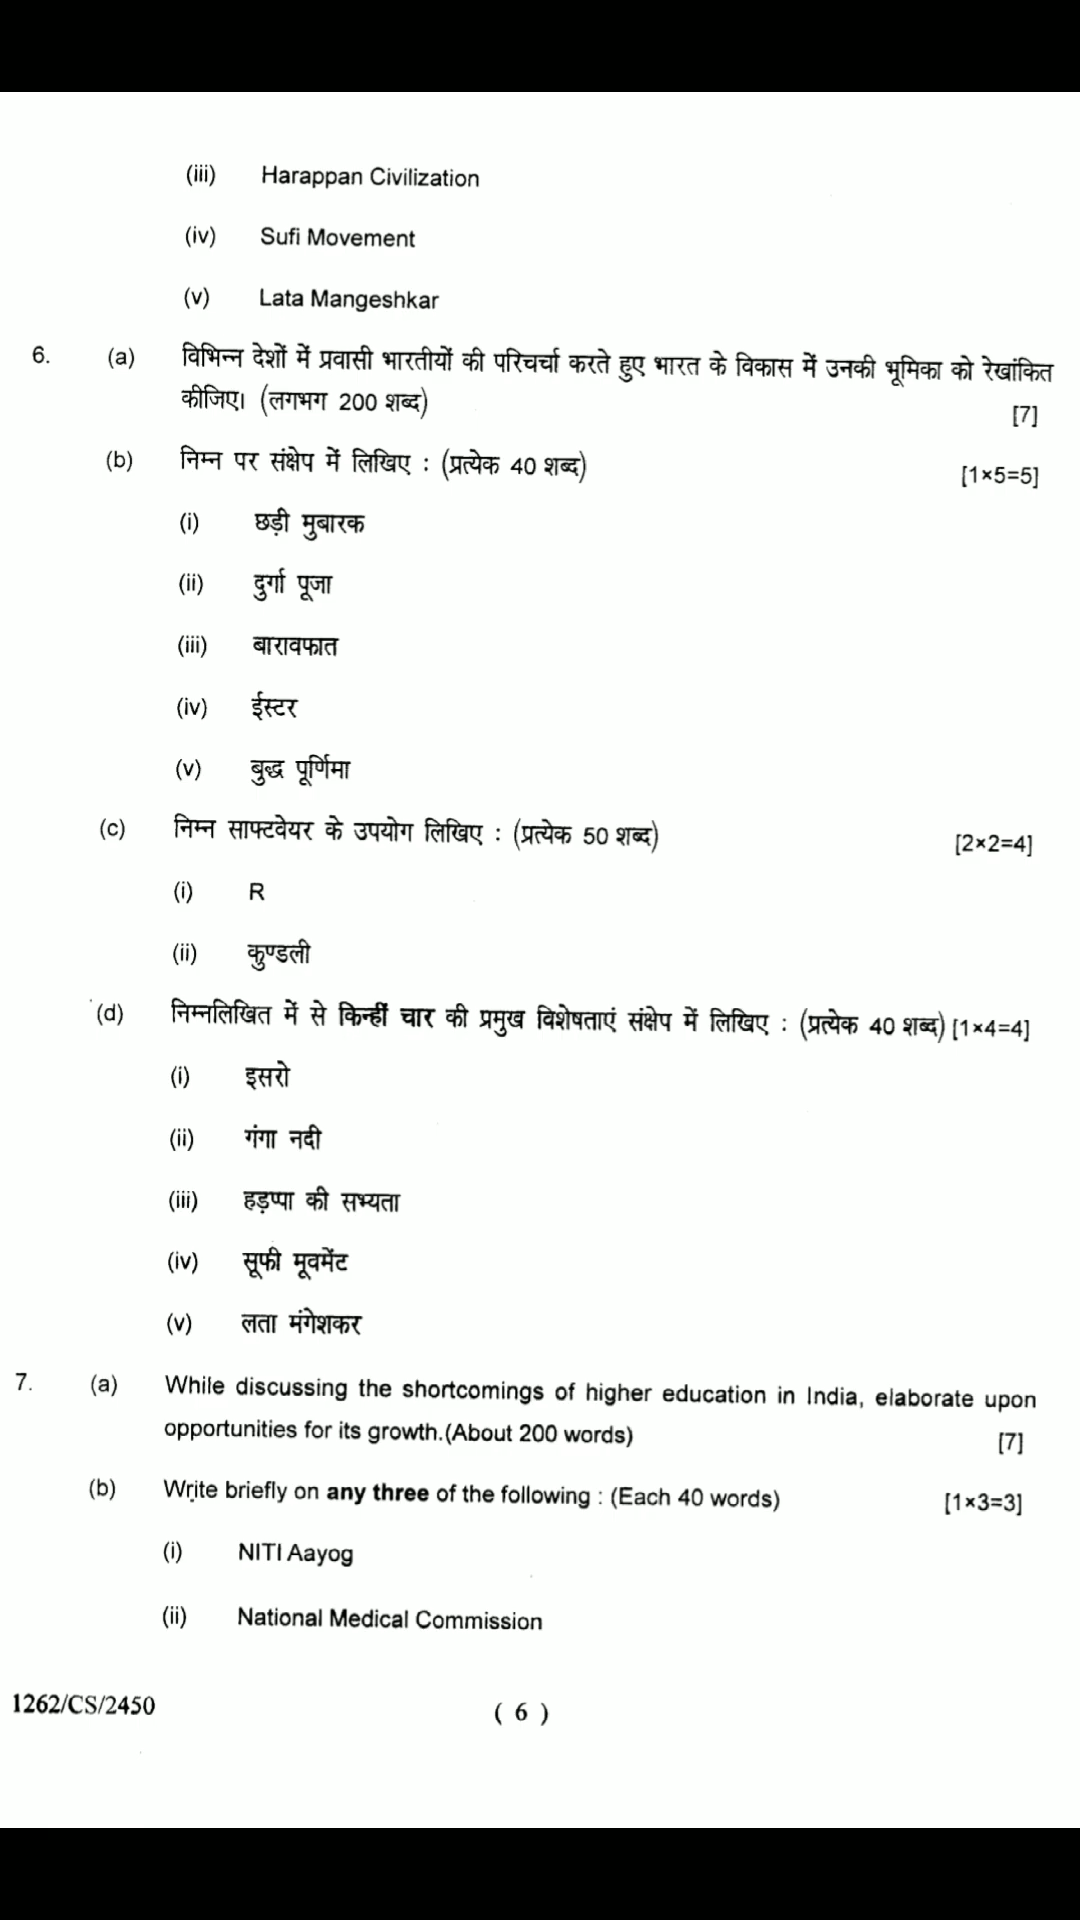 (iii) Harappan Civilization
(iv) Sufi Movement
(v) Lata Mangeshkar
6. (a) विभिन्न देशों में प्रवासी भारतीयों की परिचर्चा करते हुए भारत के विकास में उनकी भूमिका को रेखांकित
कीजिए। (लगभग 200 शब्द) [7]
(b) निम्न पर संक्षेप में लिखिए : (प्रत्येक 40 शब्द) [1×5=5]
(i) छड़ी मुबारक
(ii) दुर्गा पूजा
(iii) बारावफात
(iv) ईस्टर
(v) बुद्ध पूर्णिमा
(c) निम्न साफ्टवेयर के उपयोग लिखिए : (प्रत्येक 50 शब्द) [2×2=4]
(i) R
(ii) कुण्डली
(d) निम्नलिखित में से किन्हीं चार की प्रमुख विशेषताएं संक्षेप में लिखिए : (प्रत्येक 40 शब्द) [1×4=4]
(i) इसरो
(ii) गंगा नदी
(iii) हड़प्पा की सभ्यता
(iv) सूफी मूवमेंट
(v) लता मंगेशकर
7. (a) While discussing the shortcomings of higher education in India, elaborate upon
opportunities for its growth.(About 200 words) [7]
(b) Write briefly on any three of the following : (Each 40 words) [1×3=3]
(i) NITI Aayog
(ii) National Medical Commission
1262/CS/2450 ( 6 )